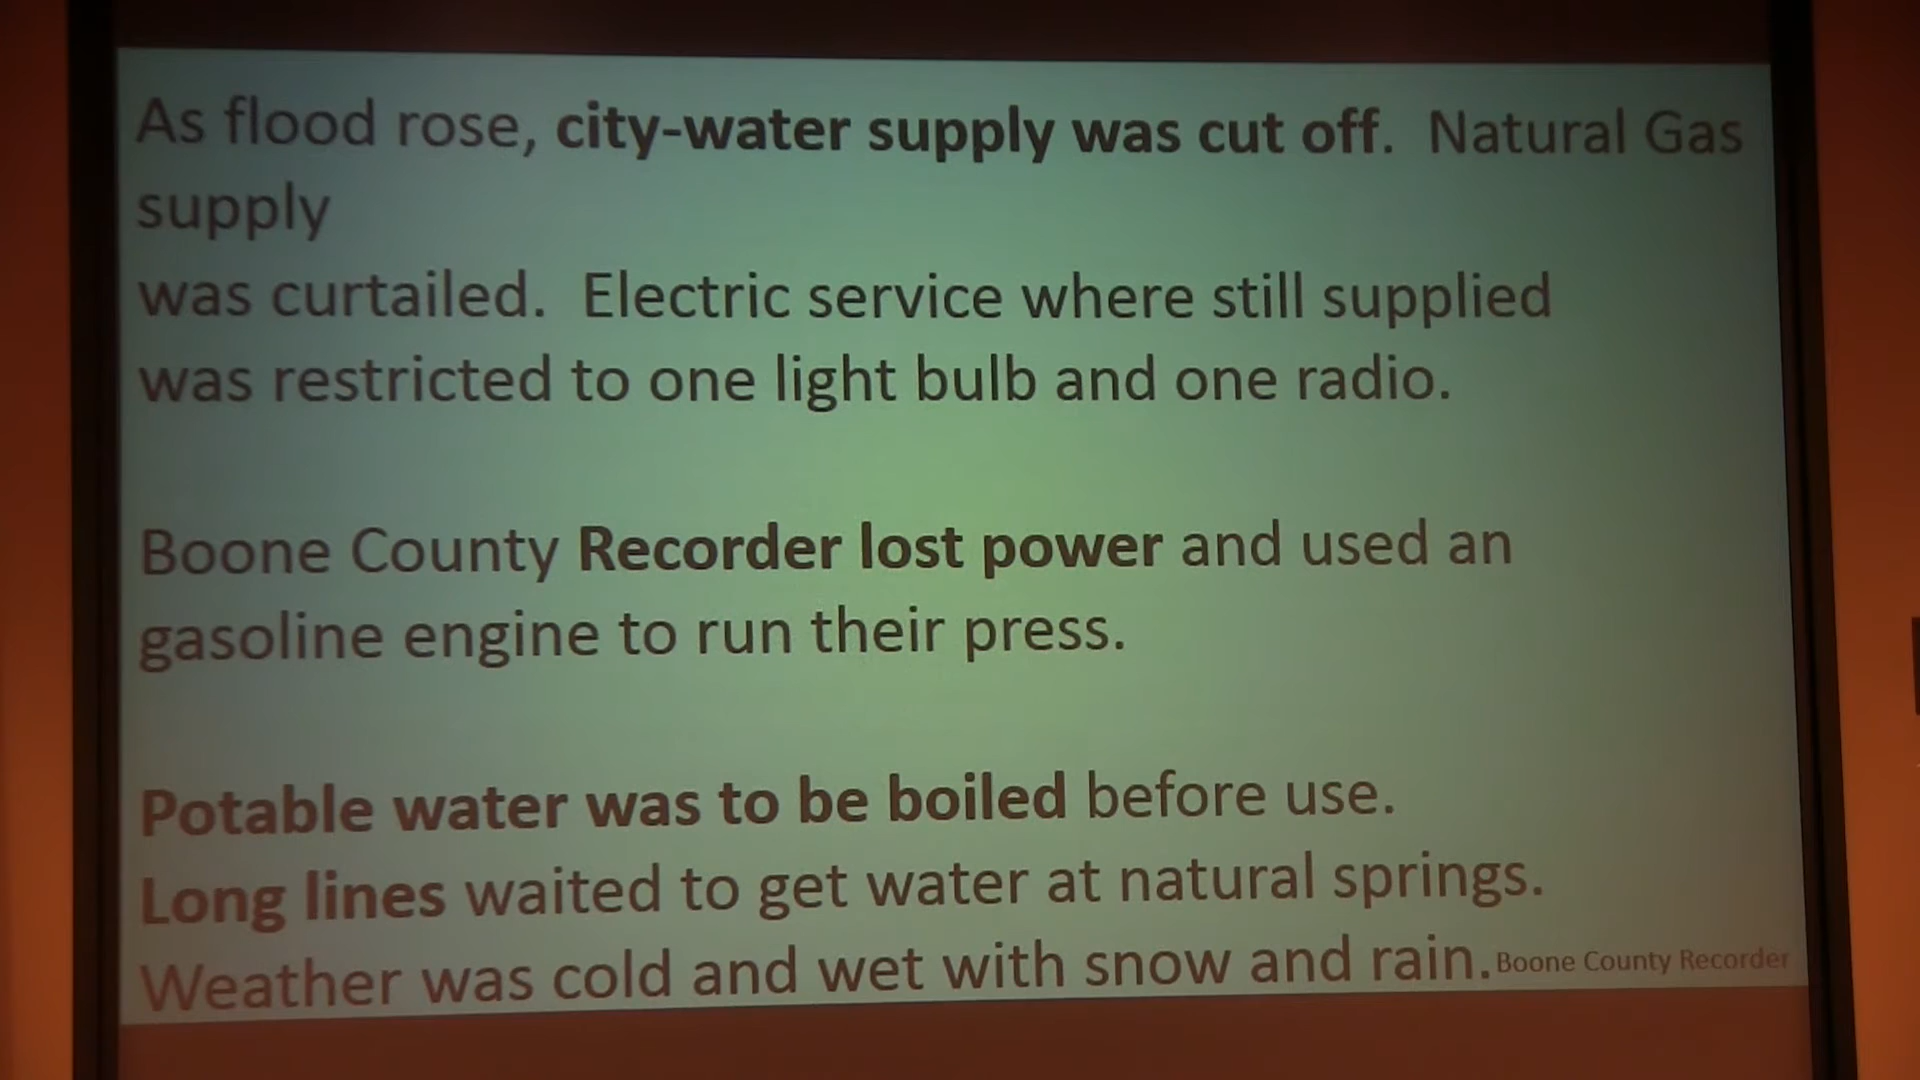 As flood rose, city-water supply was cut off.  Natural Gas
supply
was curtailed.  Electric service where still supplied
was restricted to one light bulb and one radio.
Boone County Recorder lost power and used an
gasoline engine to run their press.
Potable water was to be boiled before use.
Long lines waited to get water at natural springs.
Weather was cold and wet with snow and rain. Boone County Recorder